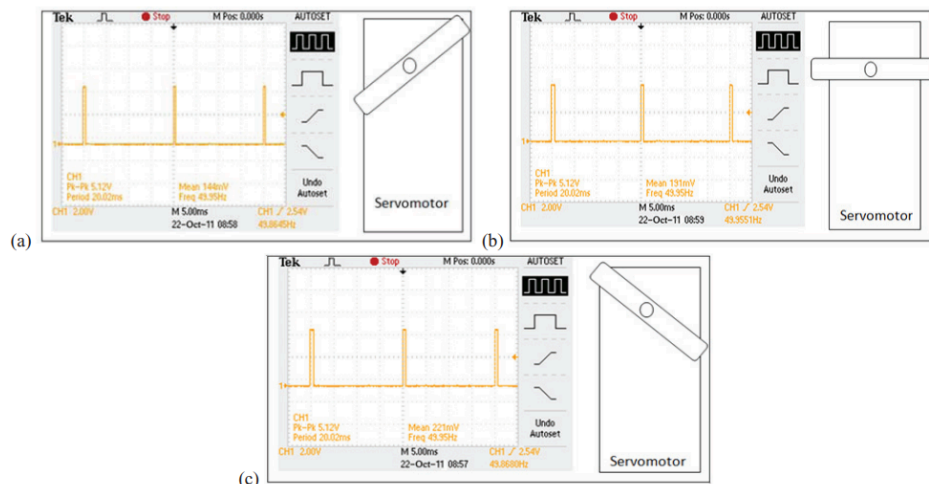 Tek Stop M Pos: 0.000s AUTOSET
1
CH1
Pk-Pk 5.12V Mean 144mV
Period 20.02ms Freq 49.95Hz
Undo
Autoset
CH1 2.00V M 5.00ms CH1 2.54V
22-Oct-11 08:58 49.8645Hz
Servomotor
(a)
Tek Stop M Pos: 0.000s AUTOSET
1
CH1
Pk-Pk 5.12V Mean 191mV
Period 20.02ms Freq 49.95Hz
Undo
Autoset
CH1 2.00V M 5.00ms CH1 2.54V
22-Oct-11 08:59 49.9551Hz
Servomotor
(b)
Tek Stop M Pos: 0.000s AUTOSET
1
CH1
Pk-Pk 5.12V Mean 221mV
Period 20.02ms Freq 49.95Hz
Undo
Autoset
CH1 2.00V M 5.00ms CH1 2.54V
22-Oct-11 08:57 49.8680Hz
Servomotor
(c)